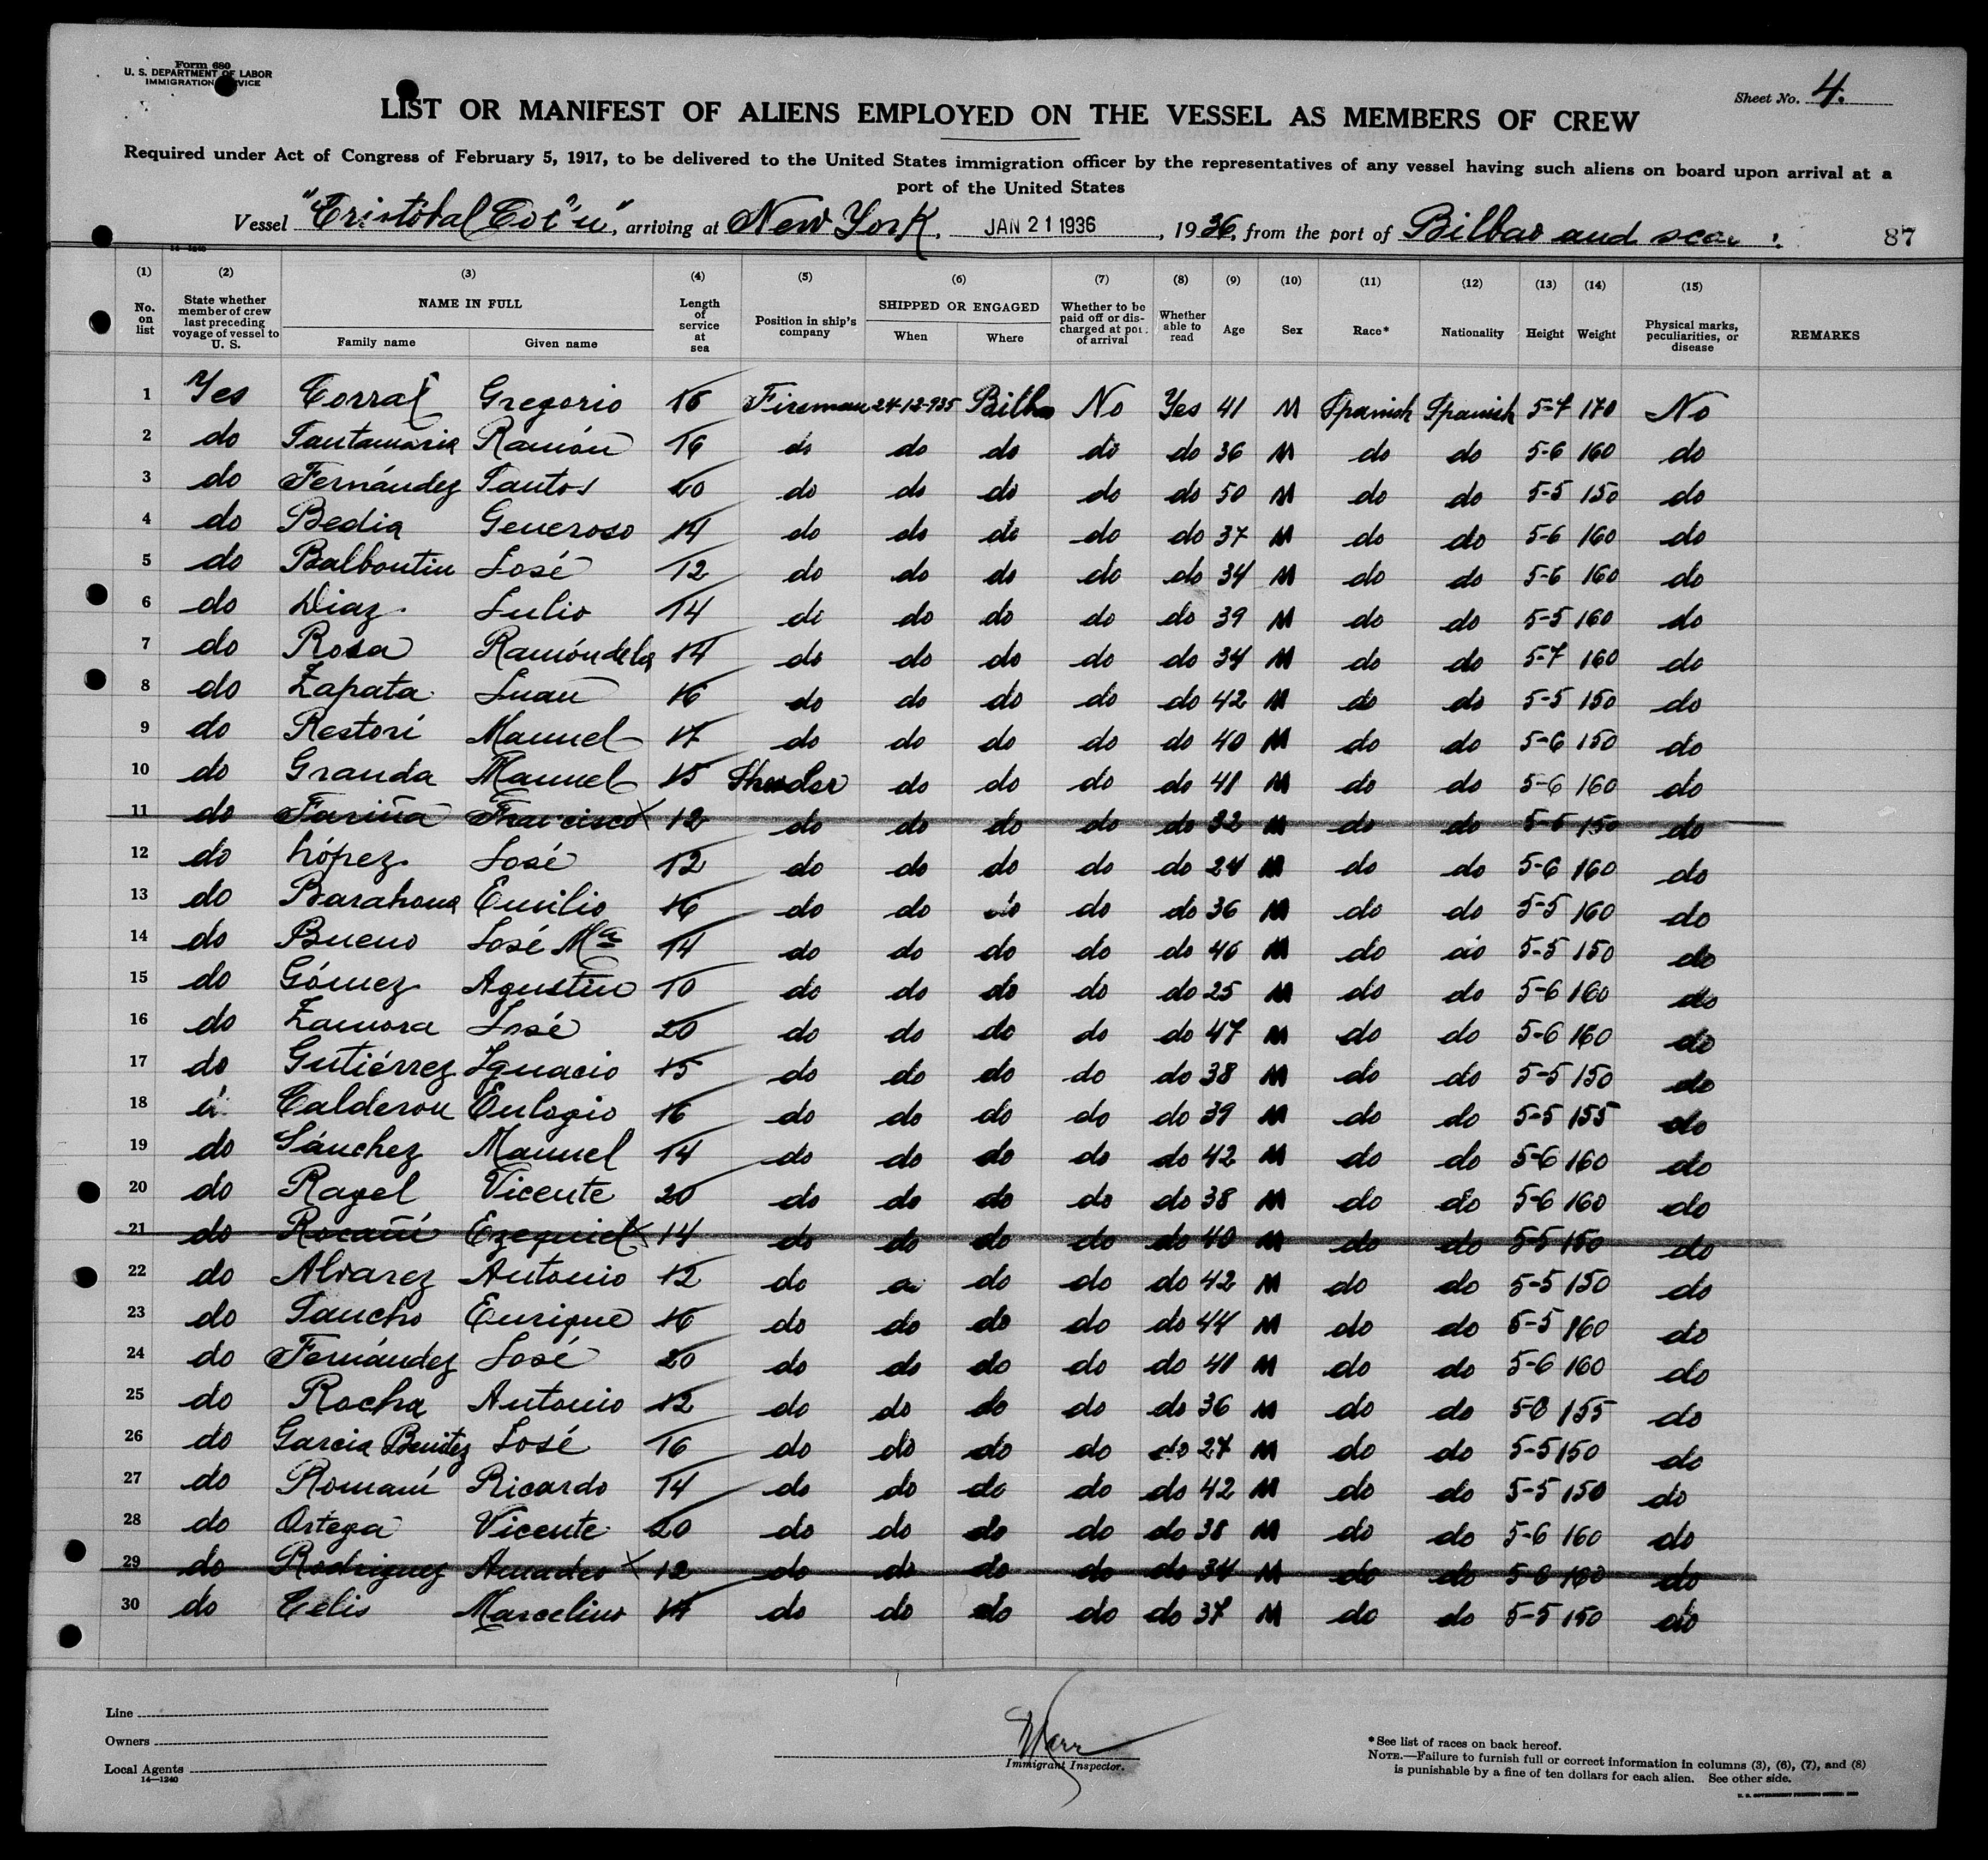 Form 680
U. S. DEPARTMENT OF LABOR
IMMIGRATION SERVICE
Sheet No. 4.
LIST OR MANIFEST OF ALIENS EMPLOYED ON THE VESSEL AS MEMBERS OF CREW
Required under Act of Congress of February 5, 1917, to be delivered to the United States immigration officer by the representatives of any vessel having such aliens on board upon arrival at a
port of the United States
Vessel "Cristóbal , arriving at New York. JAN 21 1936, 1936, from the port of Bilbao and
87
(1) (2) (3) (4) (5) (6) (7) (8) (9) (10) (11) (12) (13) (14) (15)
No. on list State whether member of crew last preceding voyage of vessel to U. S. NAME IN FULL Family name Given name Length of service at sea Position in ship's company SHIPPED OR ENGAGED When Where Whether to be paid off or discharged at port of arrival Whether able to read Age Sex Race* Nationality Height Weight Physical marks, peculiarities, or disease REMARKS
1 Yes Corral Gregorio 16 Fireman 24-12-935 Bilbao No Yes 41 M Spanish Spanish 5-7 170 No
2 do Santamaria Ramón 16 do do do do do 36 M do do 5-6 160 do
3 do Fernández Santos 20 do do do do do 50 M do do 5-5 150 do
4 do Bedia Generoso 14 do do do do do 37 M do do 5-6 160 do
5 do Balbontin José 12 do do do do do 34 M do do 5-6 160 do
6 do Diaz Julio 14 do do do do do 39 M do do 5-5 160 do
7 do Rosa Ramón de la 14 do do do do do 34 M do do 5-7 160 do
8 do Zapata Juan 16 do do do do do 42 M do do 5-5 150 do
9 do Restori Manuel 17 do do do do do 40 M do do 5-6 150 do
10 do Granda Manuel 15 do do do do 41 M do do 5-6 160 do
11 do Fariña Francisco x 12 do do do do do 32 M do do 5-5 150 do
12 do López José 12 do do do do do 24 M do do 5-6 160 do
13 do Barahona Emilio 16 do do do do do 36 M do do 5-5 160 do
14 do Bueno José Mª 14 do do do do do 46 M do do 5-5 150 do
15 do Gómez Agustin 10 do do do do do 25 M do do 5-6 160 do
16 do Zamora José 20 do do do do do 47 M do do 5-6 160 do
17 do Gutiérrez Ignacio 15 do do do do do 38 M do do 5-5 150 do
18 do Calderon Eulogio 16 do do do do do 39 M do do 5-5 155 do
19 do Sánchez Manuel 14 do do do do do 42 M do do 5-6 160 do
20 do Ragel Vicente 20 do do do do do 38 M do do 5-6 160 do
21 do Ezequiel x 14 do do do do do 40 M do do 5-5 150 do
22 do Alvarez Antonio 12 do do do do do 42 M do do 5-5 150 do
23 do Sancho Enrique 16 do do do do do 44 M do do 5-5 160 do
24 do Fernández José 20 do do do do do 41 M do do 5-6 160 do
25 do Rocha Antonio 12 do do do do do 36 M do do 5-6 155 do
26 do Garcia Benitez José 16 do do do do do 27 M do do 5-5 150 do
27 do Romaní Ricardo 14 do do do do do 42 M do do 5-5 150 do
28 do Ortega Vicente 20 do do do do do 38 M do do 5-6 160 do
29 do Rodriguez Amadeo x 12 do do do do do 34 M do do 5-6 160 do
30 do Celis Marcelino 14 do do do do do 37 M do do 5-5 150 do
Line
Owners
Local Agents
14—1240
Immigrant Inspector.
*See list of races on back hereof.
NOTE.—Failure to furnish full or correct information in columns (3), (6), (7), and (8)
is punishable by a fine of ten dollars for each alien. See other side.